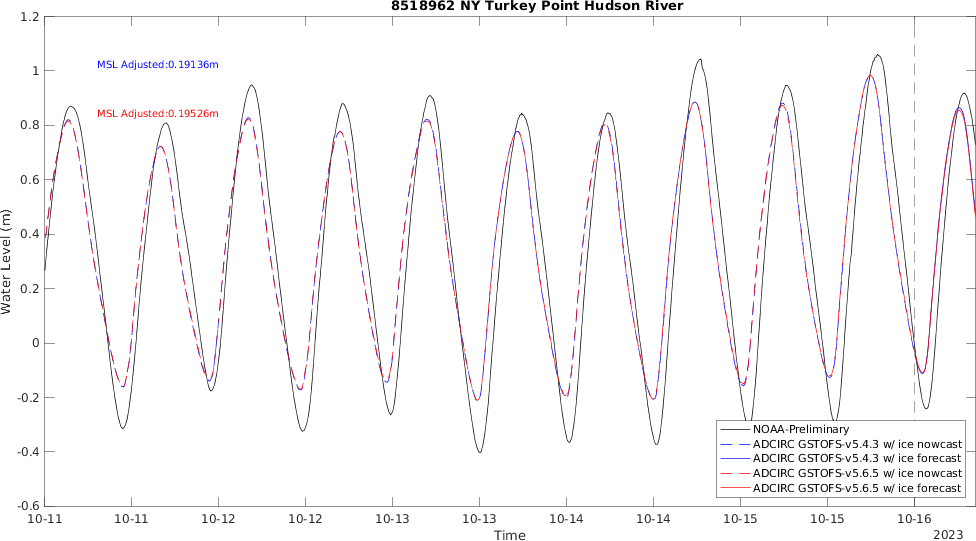 8518962 NY Turkey Point Hudson River
MSL Adjusted:0.19136m
MSL Adjusted:0.19526m
Water Level (m)
1.2
1
0.8
0.6
0.4
0.2
0
-0.2
-0.4
-0.6
NOAA-Preliminary
ADCIRC GSTOFS-v5.4.3 w/ ice nowcast
ADCIRC GSTOFS-v5.4.3 w/ ice forecast
ADCIRC GSTOFS-v5.6.5 w/ ice nowcast
ADCIRC GSTOFS-v5.6.5 w/ ice forecast
10-11 10-11 10-12 10-12 10-13 10-13 10-14 10-14 10-15 10-15 10-16
Time
2023